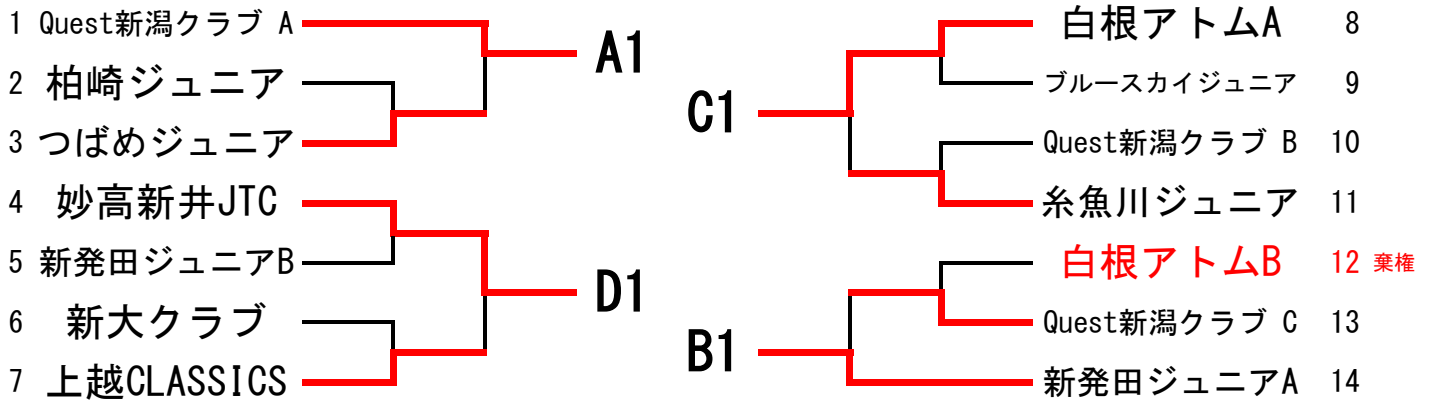 1 Quest新潟クラブ A
2 柏崎ジュニア
3 つばめジュニア
A1
4 妙高新井JTC
5 新発田ジュニアB
6 新大クラブ
7 上越CLASSICS
D1
白根アトムA 8
ブルースカイジュニア 9
Quest新潟クラブ B 10
糸魚川ジュニア 11
C1
白根アトムB 12 棄権
Quest新潟クラブ C 13
新発田ジュニアA 14
B1